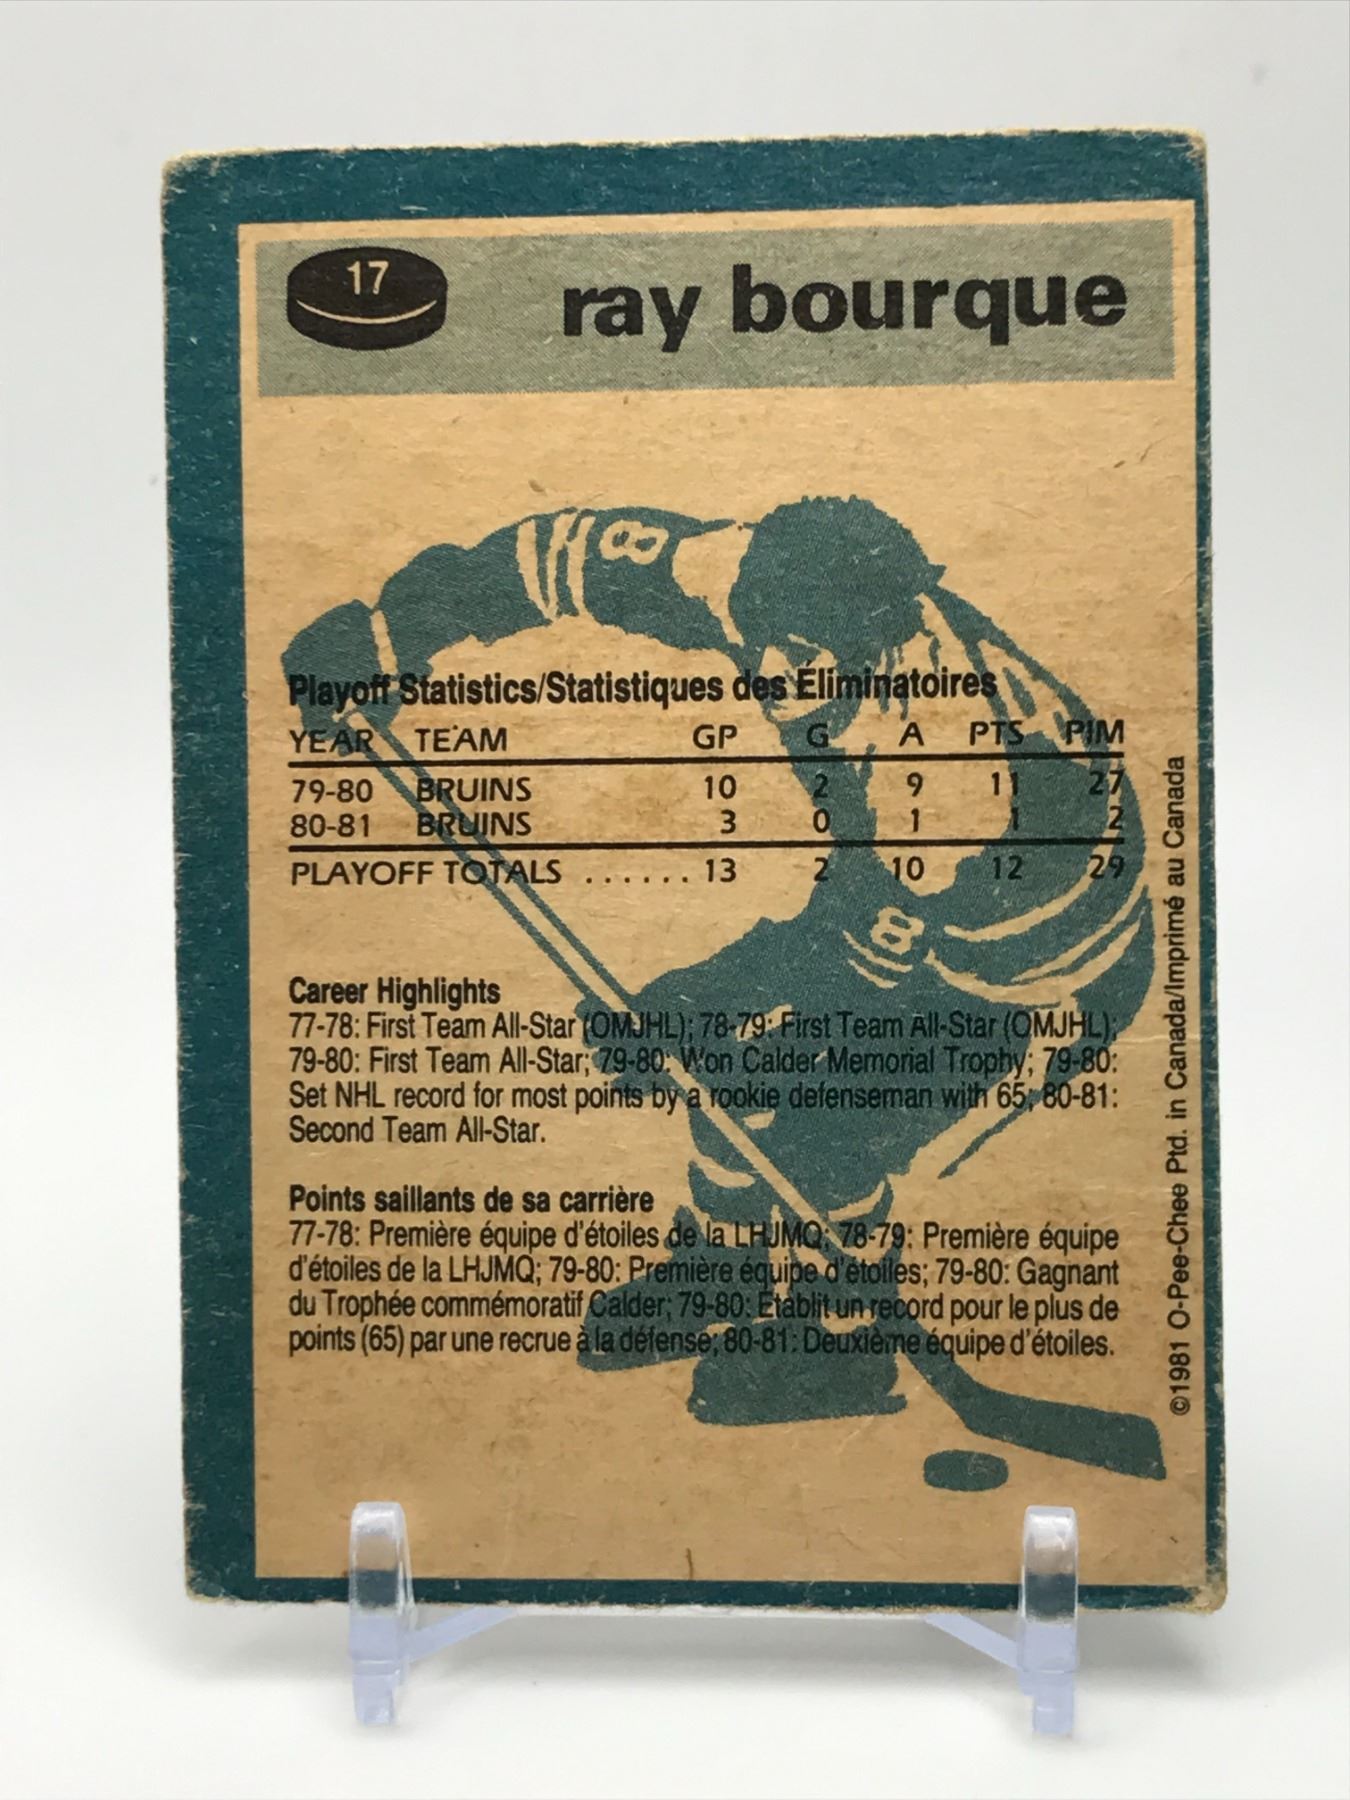 17
ray bourque
8
Playoff Statistics/Statistiques des Éliminatoires
YEAR TEAM GP G A PTS PIM
79-80 BRUINS 10 2 9 11 27
80-81 BRUINS 3 0 1 1 2
PLAYOFF TOTALS ...... 13 2 10 12 29
8
Career Highlights
77-78: First Team All-Star (OMJHL); 78-79: First Team All-Star (OMJHL);
79-80: First Team All-Star; 79-80: Won Calder Memorial Trophy; 79-80:
Set NHL record for most points by a rookie defenseman with 65; 80-81:
Second Team All-Star.
Points saillants de sa carrière
77-78: Première équipe d'étoiles de la LHJMQ; 78-79: Première équipe
d'étoiles de la LHJMQ; 79-80: Première équipe d'étoiles; 79-80: Gagnant
du Trophée commémoratif Calder; 79-80: Établit un record pour le plus de
points (65) par une recrue à la défense; 80-81: Deuxième équipe d'étoiles.
©1981 O-Pee-Chee Ptd. in Canada/Imprimé au Canada